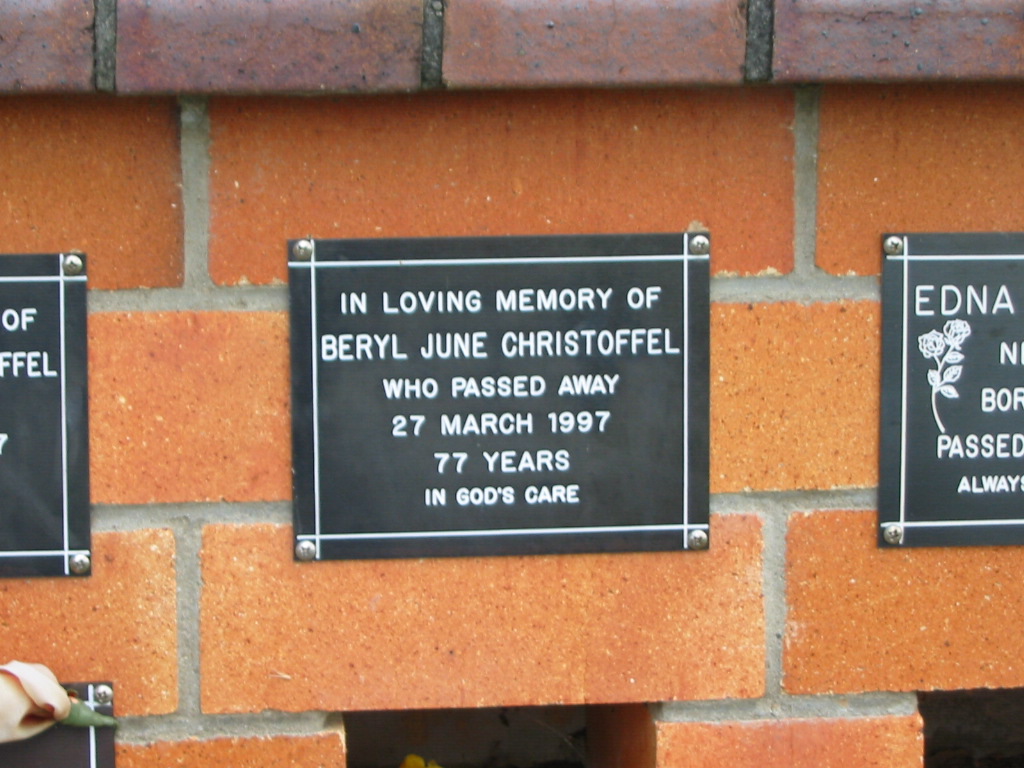 OF
FFEL
7
IN LOVING MEMORY OF
BERYL JUNE CHRISTOFFEL
WHO PASSED AWAY
27 MARCH 1997
77 YEARS
IN GOD'S CARE
EDNA
PASSED
ALWAYS